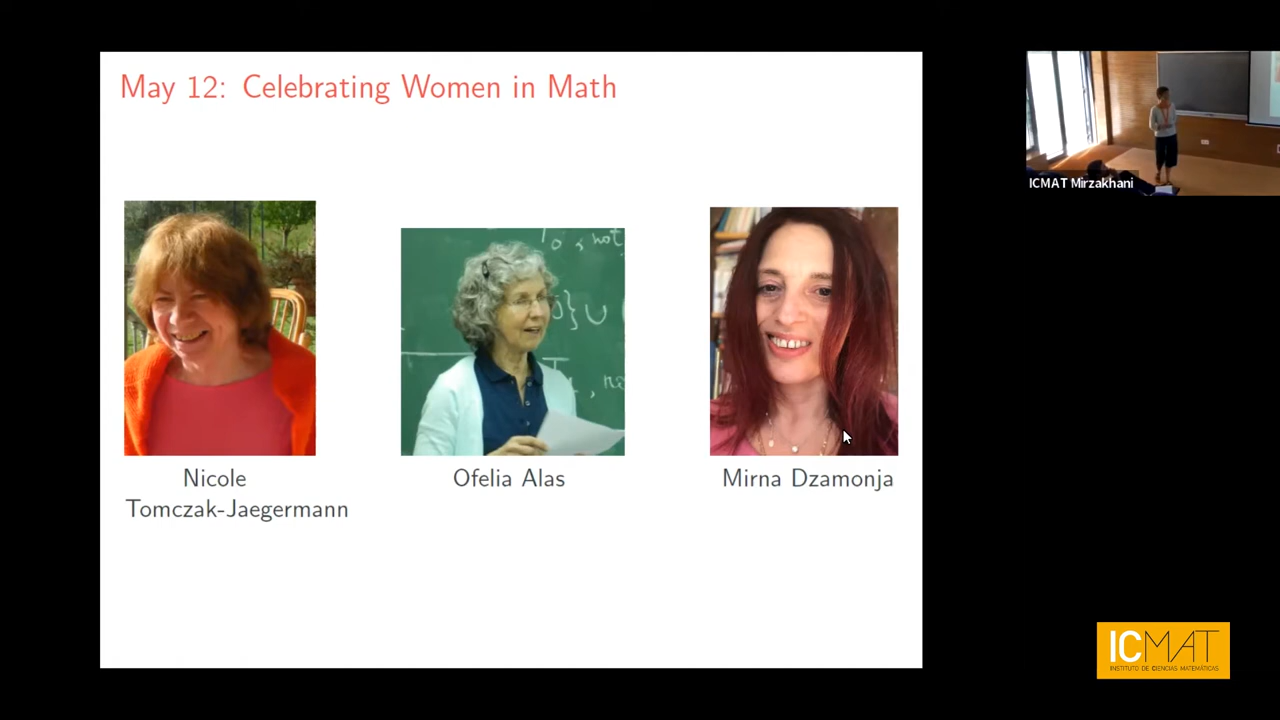 May 12: Celebrating Women in Math
ICMAT Mirzakhani
Nicole
Tomczak-Jaegermann
Ofelia Alas
Mirna Dzamonja
ICMAT
INSTITUTO DE CIENCIAS MATEMÁTICAS